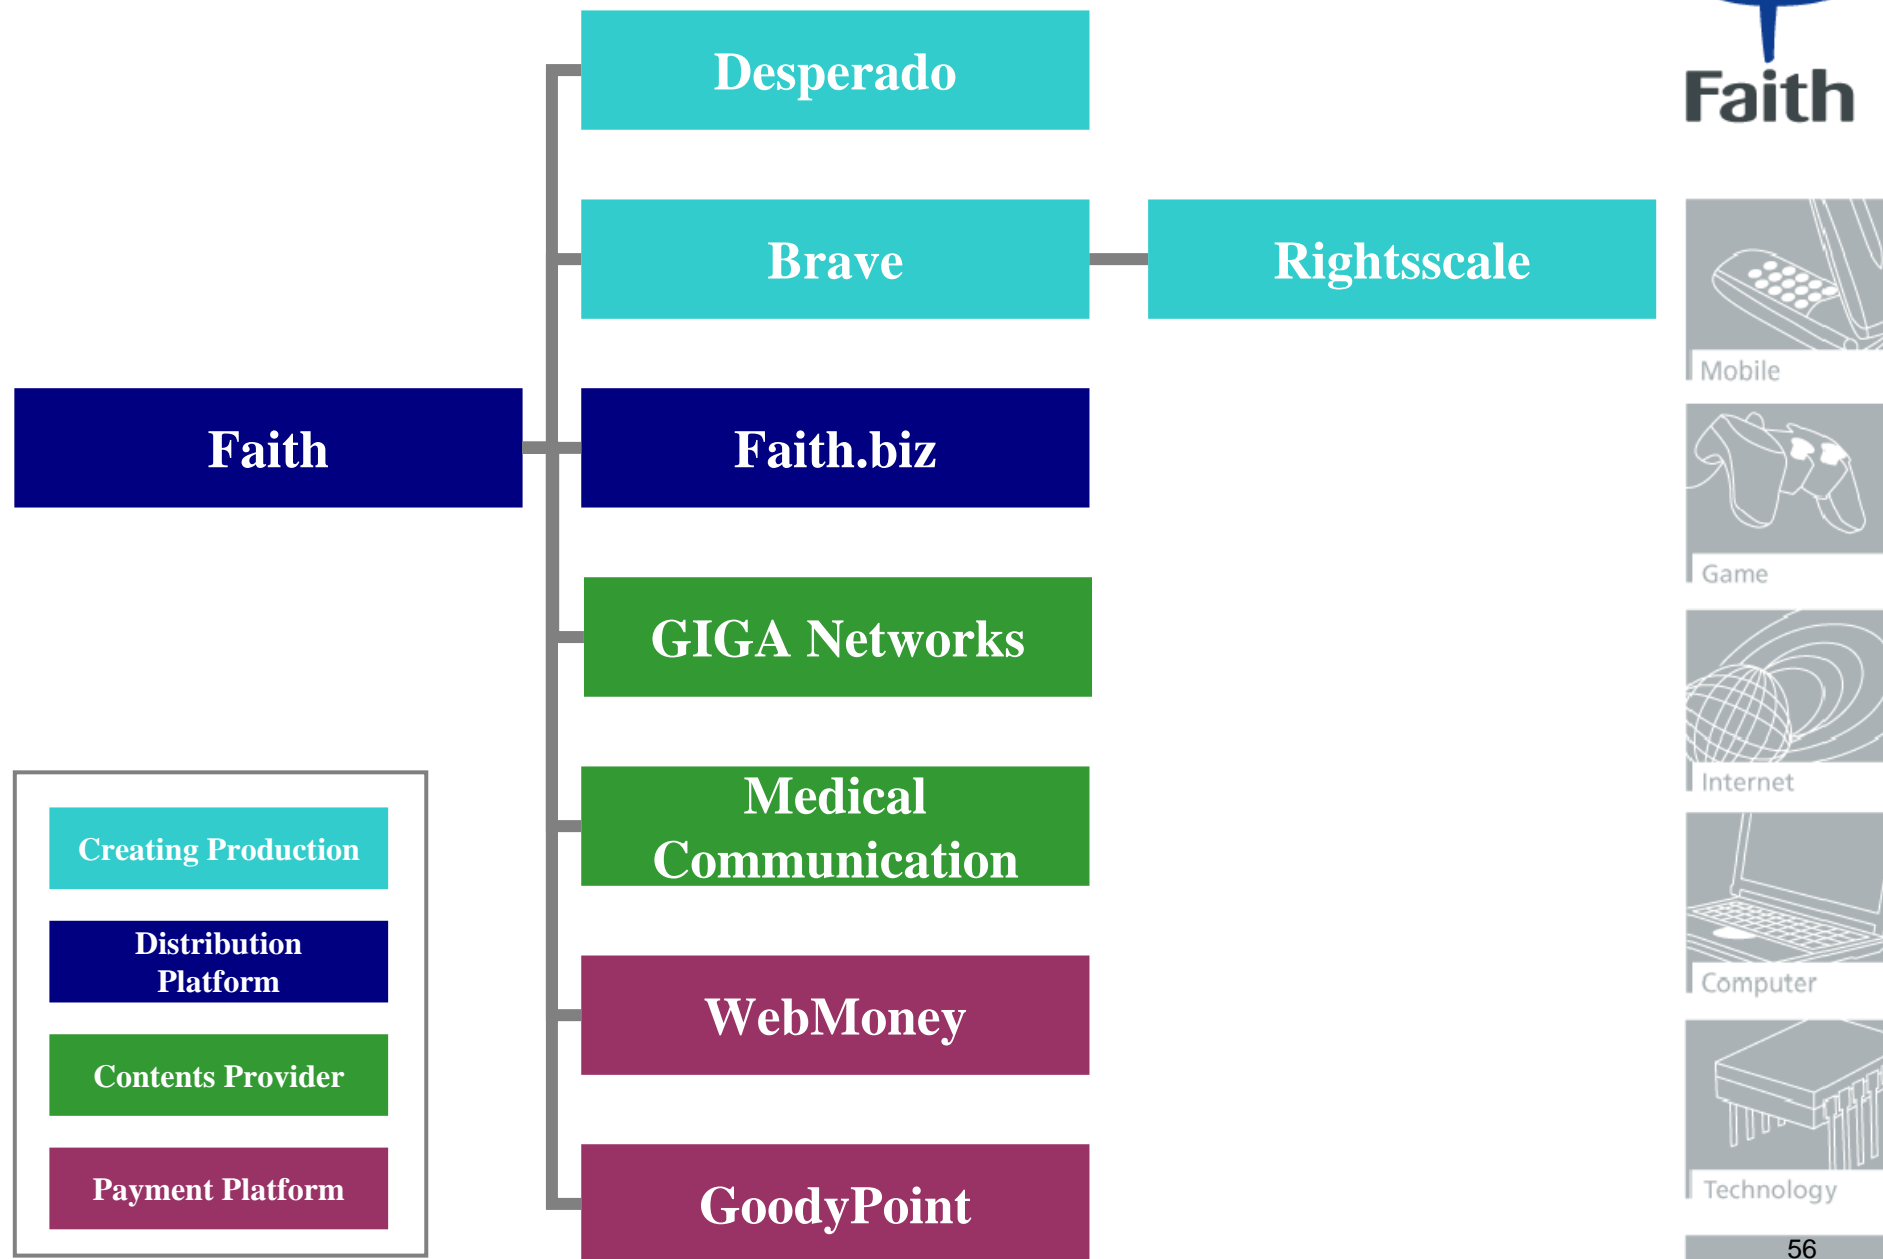 Desperado
Faith
Brave
Rightsscale
Mobile
Faith
Faith.biz
Game
GIGA Networks
Internet
Medical
Communication
Creating Production
Distribution
Platform
Computer
WebMoney
Contents Provider
Payment Platform
GoodyPoint
Technology
56